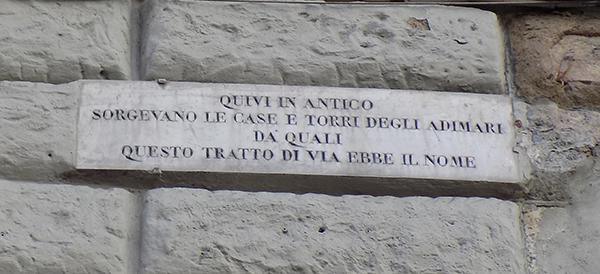 QUIVI IN ANTICO
SORGEVANO LE CASE E TORRI DEGLI ADIMARI
DA' QUALI
QUESTO TRATTO DI VIA EBBE IL NOME